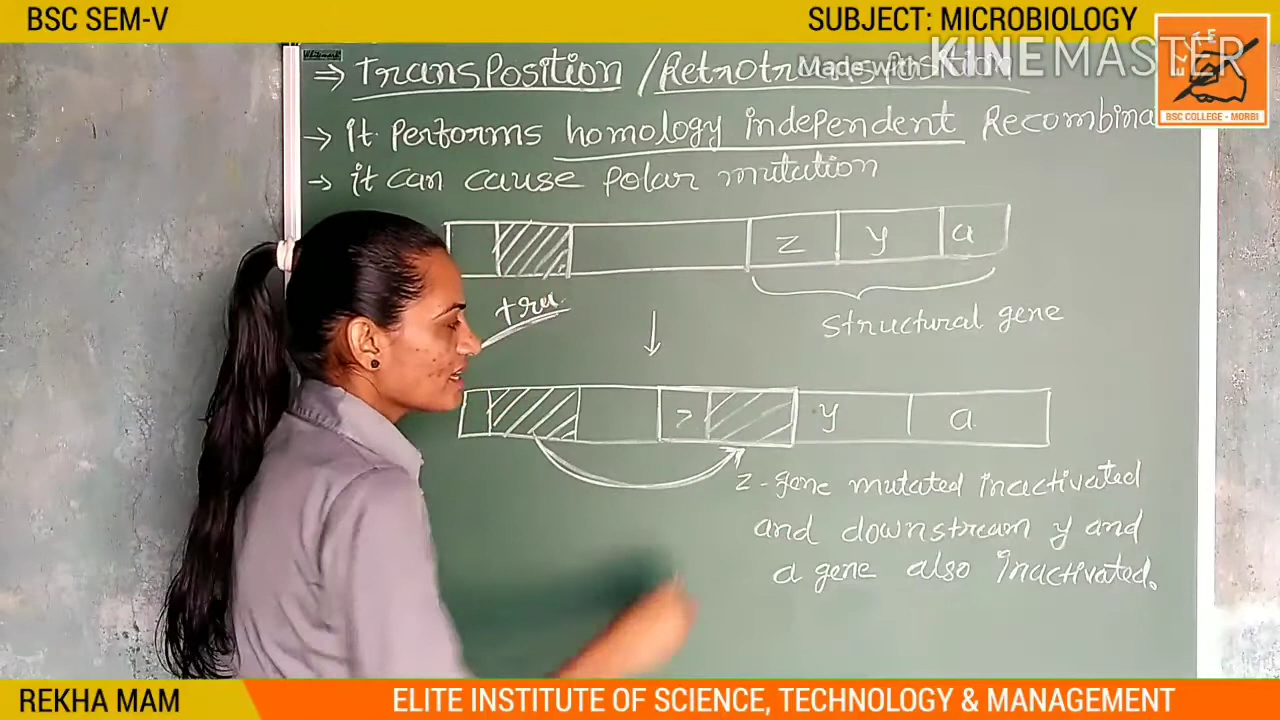 BSC SEM-V
SUBJECT: MICROBIOLOGY
Made with KINEMASTER
ELITE
BSC COLLEGE - MORBI
⇒ Transposition /Retrotransposition
→ it performs homology independent Recombina
→ it can cause polar mutation
z y a
structural gene
z y a
z-gene mutated inactivated
and downstream y and
a gene also inactivated.
REKHA MAM
ELITE INSTITUTE OF SCIENCE, TECHNOLOGY & MANAGEMENT